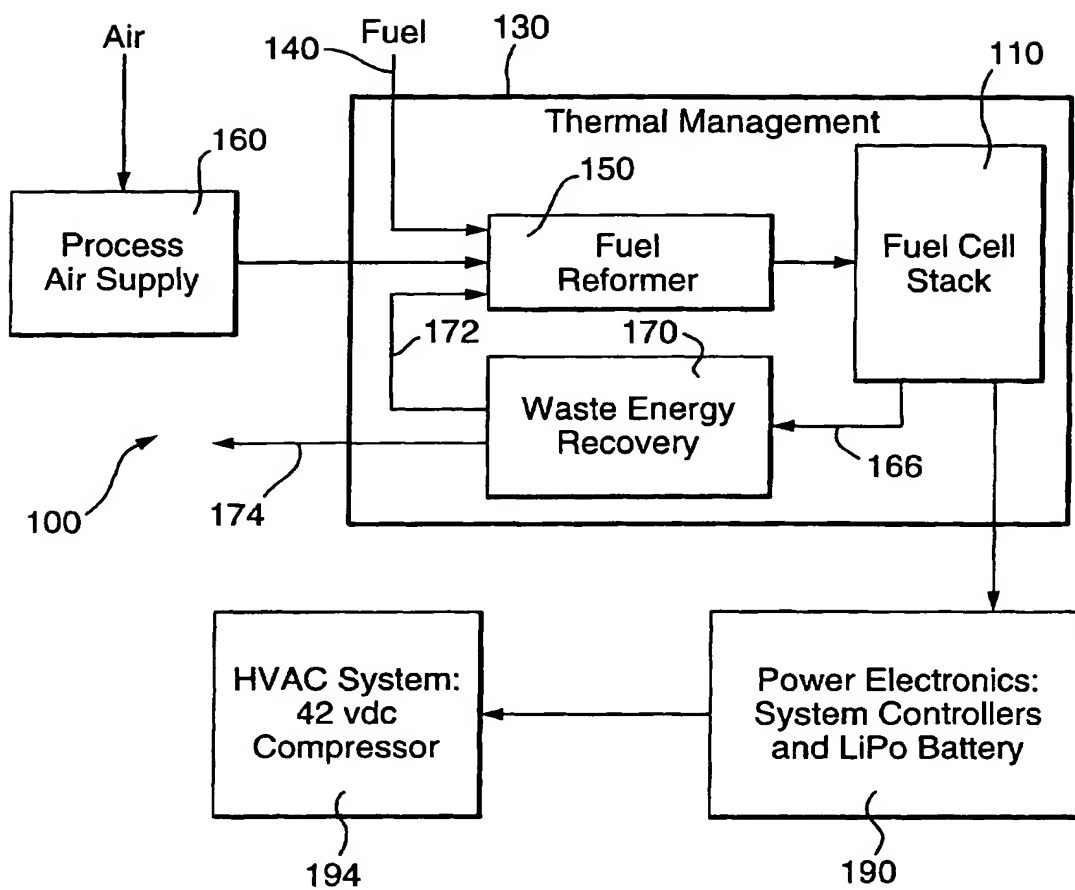 Air
Fuel
140
130
110
Thermal Management
160
150
Process
Air Supply
Fuel
Reformer
Fuel Cell
Stack
172
170
Waste Energy
Recovery
166
100
174
HVAC System:
42 vdc
Compressor
Power Electronics:
System Controllers
and LiPo Battery
194
190